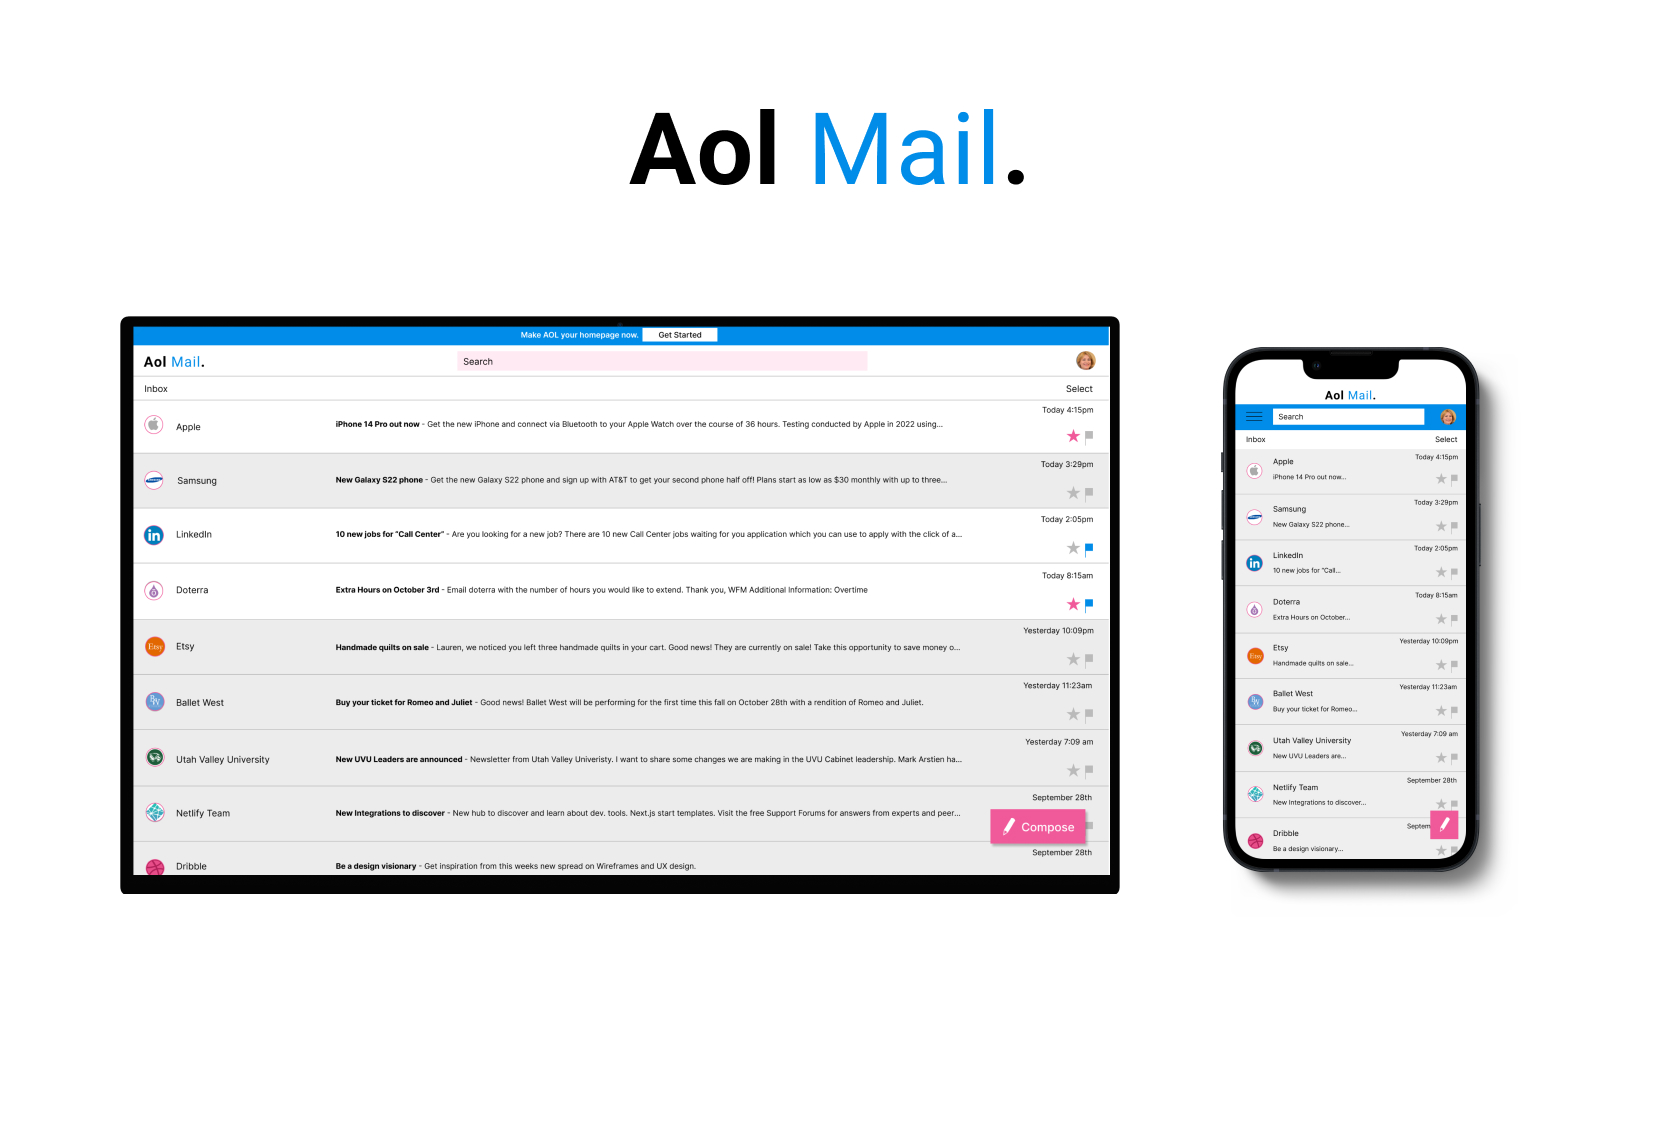 Aol Mail.
Make AOL your homepage now. Get Started
Aol Mail. Search
Inbox Select
Apple iPhone 14 Pro out now - Get the new iPhone and connect via Bluetooth to your Apple Watch over the course of 36 hours. Testing conducted by Apple in 2022 using... Today 4:15pm
Samsung New Galaxy S22 phone - Get the new Galaxy S22 phone and sign up with AT&T to get your second phone half off! Plans start as low as $30 monthly with up to three... Today 3:29pm
in LinkedIn 10 new jobs for “Call Center” - Are you looking for a new job? There are 10 new Call Center jobs waiting for you application which you can use to apply with the click of a... Today 2:05pm
Doterra Extra Hours on October 3rd - Email doterra with the number of hours you would like to extend. Thank you, WFM Additional Information: Overtime Today 8:15am
Etsy Etsy Handmade quilts on sale - Lauren, we noticed you left three handmade quilts in your cart. Good news! They are currently on sale! Take this opportunity to save money o... Yesterday 10:09pm
BW Ballet West Buy your ticket for Romeo and Juliet - Good news! Ballet West will be performing for the first time this fall on October 28th with a rendition of Romeo and Juliet. Yesterday 11:23am
Utah Valley University New UVU Leaders are announced - Newsletter from Utah Valley Univeristy. I want to share some changes we are making in the UVU Cabinet leadership. Mark Arstien ha... Yesterday 7:09 am
Netlify Team New Integrations to discover - New hub to discover and learn about dev. tools. Next.js start templates. Visit the free Support Forums for answers from experts and peer... September 28th
Compose
Dribble Be a design visionary - Get inspiration from this weeks new spread on Wireframes and UX design. September 28th
Aol Mail.
Search
Inbox Select
Apple Today 4:15pm
iPhone 14 Pro out now...
Samsung Today 3:29pm
New Galaxy S22 phone...
in LinkedIn Today 2:05pm
10 new jobs for “Call...
Doterra Today 8:15am
Extra Hours on October...
Etsy Etsy Yesterday 10:09pm
Handmade quilts on sale...
BW Ballet West Yesterday 11:23am
Buy your ticket for Romeo...
Utah Valley University Yesterday 7:09 am
New UVU Leaders are...
Netlify Team September 28th
New Integrations to discover...
Dribble Septem
Be a design visionary...